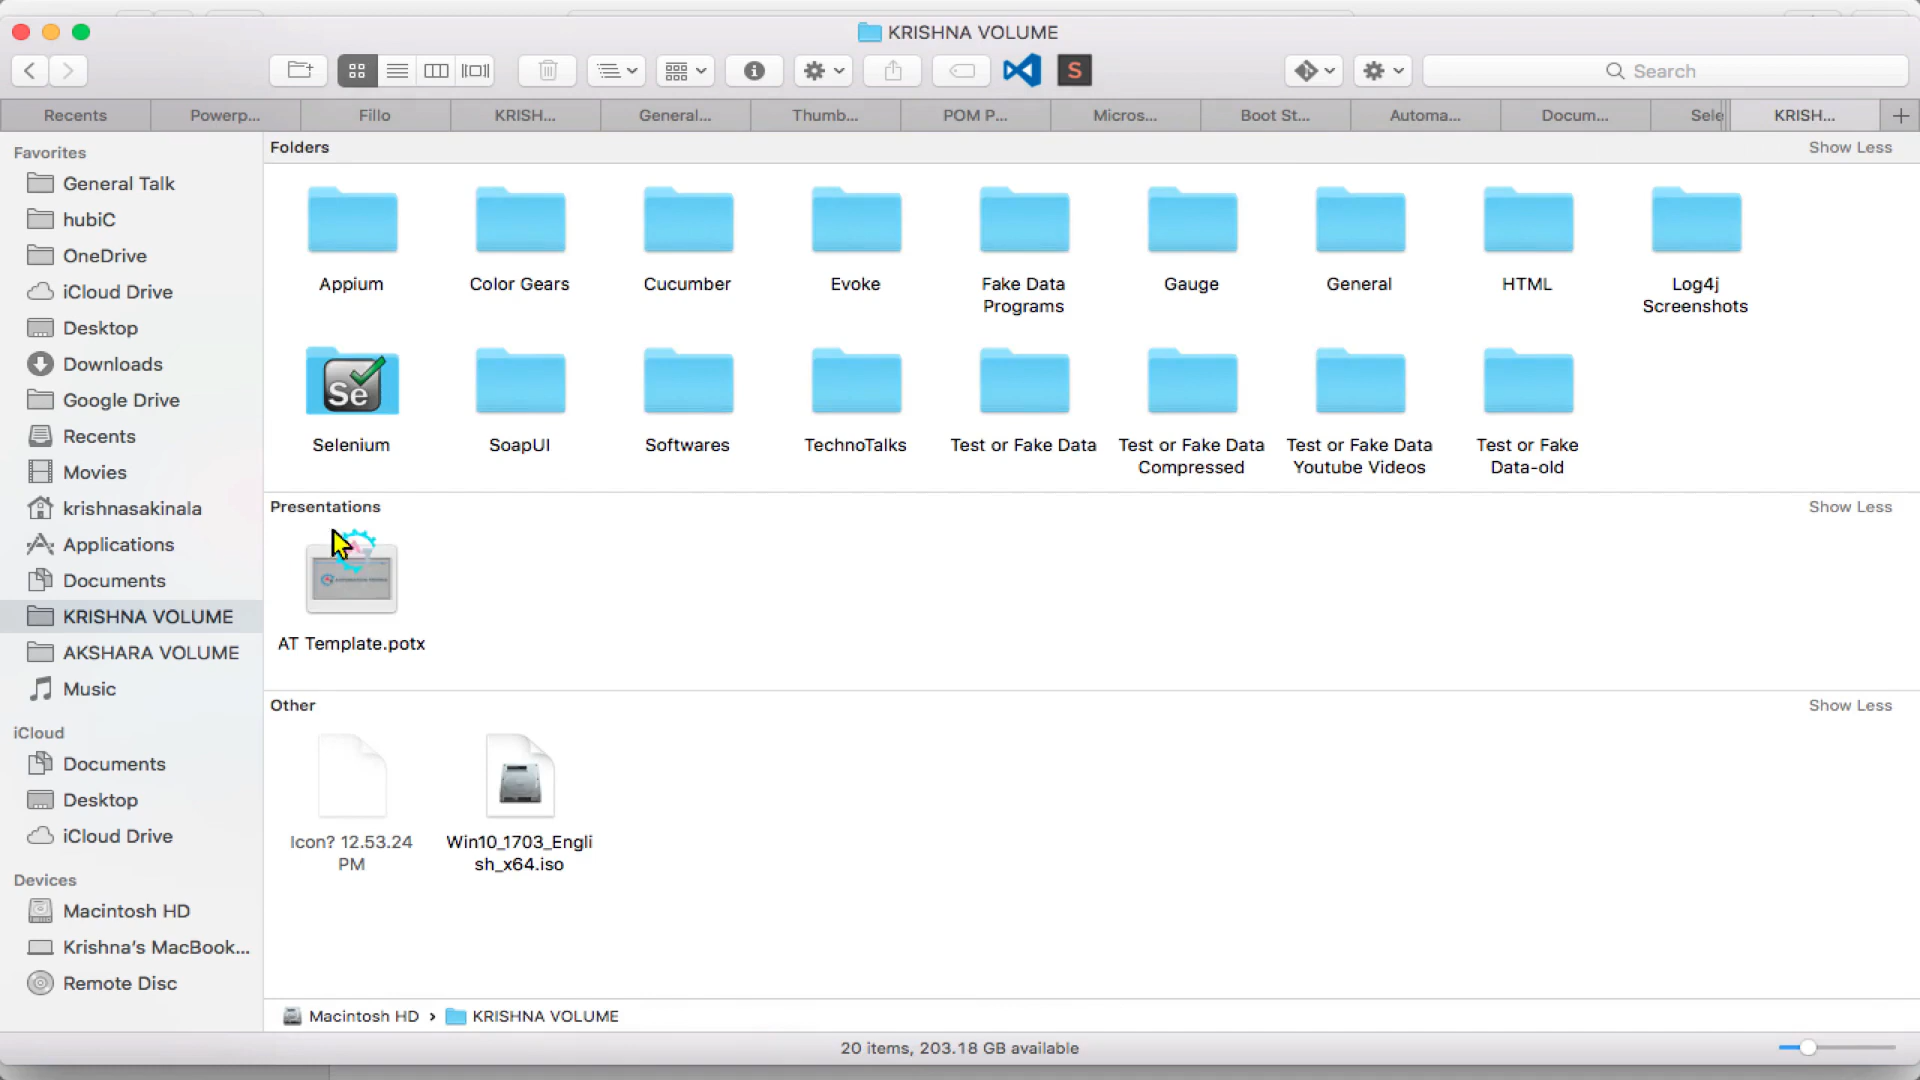 KRISHNA VOLUME
Search
Recents
Powerp...
Fillo
KRISH...
General...
Thumb...
POM P...
Micros...
Boot St...
Automa...
Docum...
Sele
KRISH...
Favorites
General Talk
hubiC
OneDrive
iCloud Drive
Desktop
Downloads
Google Drive
Recents
Movies
krishnasakinala
Applications
Documents
KRISHNA VOLUME
AKSHARA VOLUME
Music
iCloud
Documents
Desktop
iCloud Drive
Devices
Macintosh HD
Krishna’s MacBook...
Remote Disc
Folders
Show Less
Appium
Color Gears
Cucumber
Evoke
Fake Data
Programs
Gauge
General
HTML
Log4j
Screenshots
Se
Selenium
SoapUI
Softwares
TechnoTalks
Test or Fake Data
Test or Fake Data
Compressed
Test or Fake Data
Youtube Videos
Test or Fake
Data-old
Presentations
Show Less
AT Template.potx
Other
Show Less
Icon? 12.53.24
PM
Win10_1703_Engli
sh_x64.iso
Macintosh HD › KRISHNA VOLUME
20 items, 203.18 GB available